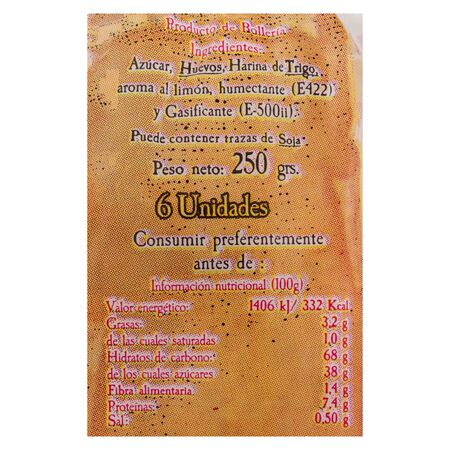 Producto de Bollería
Ingredientes:
Azúcar, Huevos, Harina de Trigo,
aroma al limón, humectante (E422)
y Gasificante (E-500ii).
Puede contener trazas de Soja
Peso neto: 250 grs.
6 Unidades
Consumir preferentemente
antes de :
Información nutricional (100g)
Valor energético: 1406 kJ/ 332 Kcal
Grasas: 3,2 g
de las cuales saturadas 1,0 g
Hidratos de carbono: 68 g
de los cuales azúcares 38 g
Fibra alimentaria 1,4 g
Proteínas: 7,4 g
Sal: 0,50 g